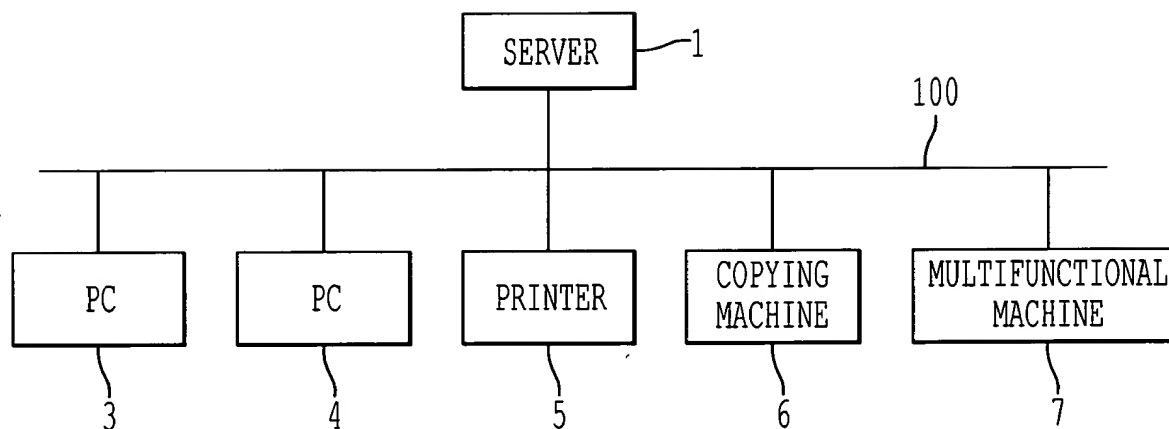 SERVER
1
100
PC
PC
PRINTER
COPYING
MACHINE
MULTIFUNCTIONAL
MACHINE
3
4
5
6
7